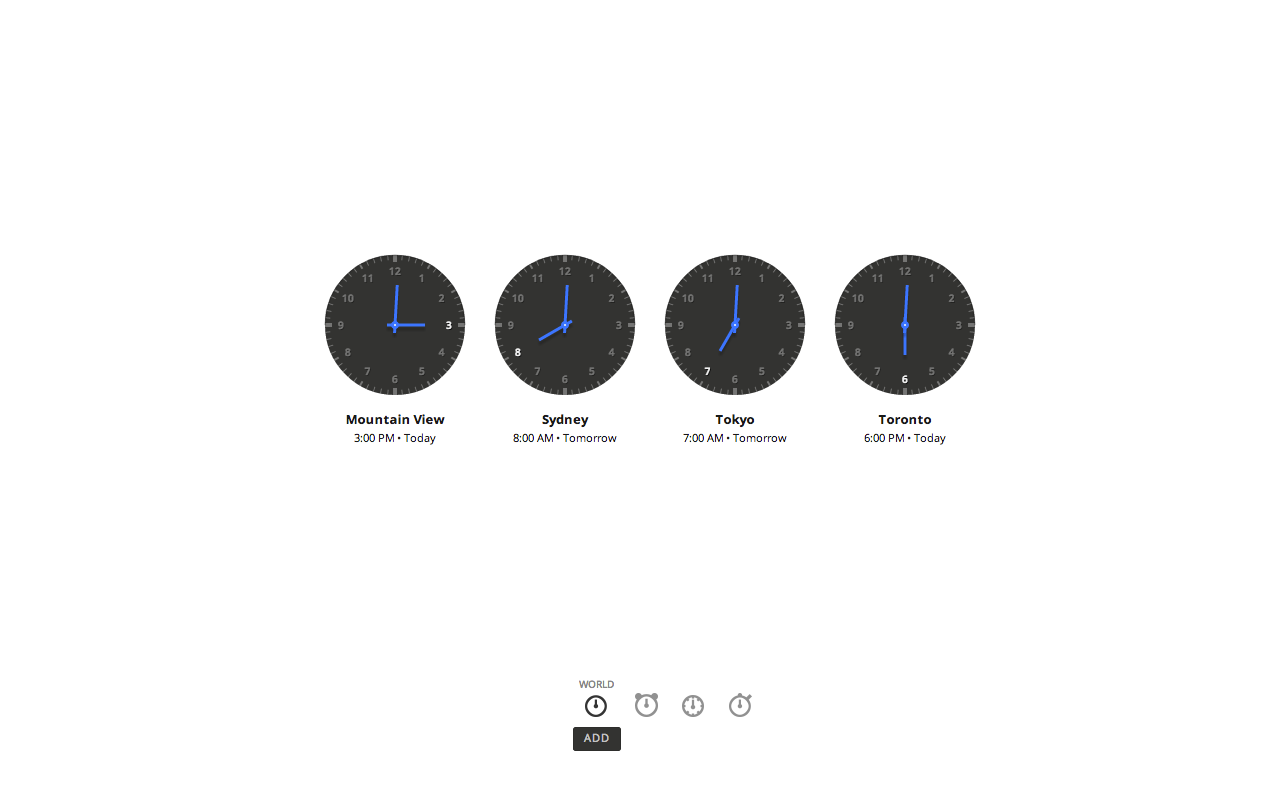 12 1 2 3 4 5 6 7 8 9 10 11
12 1 2 3 4 5 6 7 8 9 10 11
12 1 2 3 4 5 6 7 8 9 10 11
12 1 2 3 4 5 6 7 8 9 10 11
Mountain View
3:00 PM • Today
Sydney
8:00 AM • Tomorrow
Tokyo
7:00 AM • Tomorrow
Toronto
6:00 PM • Today
WORLD
ADD